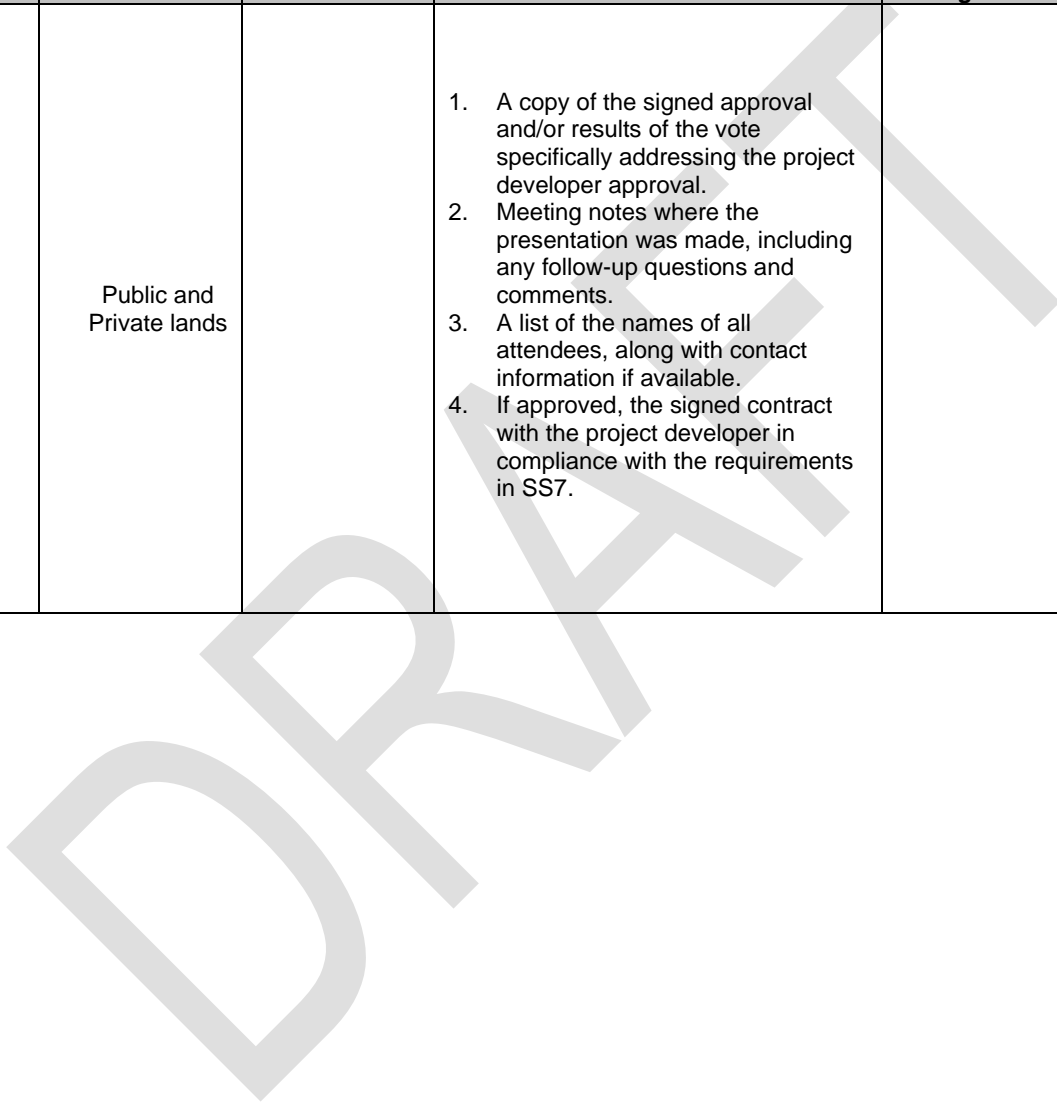 1. A copy of the signed approval
and/or results of the vote
specifically addressing the project
developer approval.
2. Meeting notes where the
presentation was made, including
any follow-up questions and
comments.
Public and
Private lands
3. A list of the names of all
attendees, along with contact
information if available.
4. If approved, the signed contract
with the project developer in
compliance with the requirements
in SS7.
DRAFT